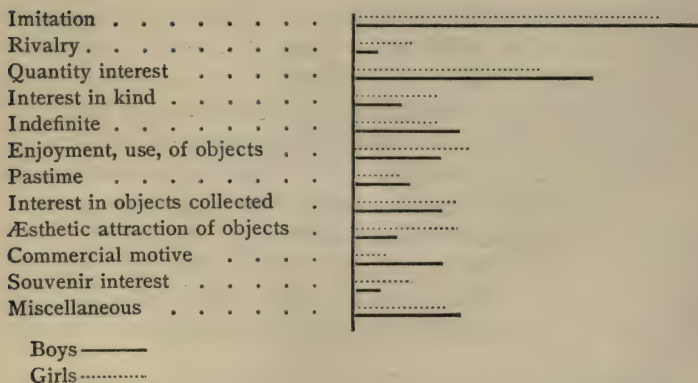 Imitation . . . . . . . .
Rivalry . . . . . . . . .
Quantity interest . . . . .
Interest in kind . . . . . .
Indefinite . . . . . . . .
Enjoyment, use, of objects . .
Pastime . . . . . . . .
Interest in objects collected .
Æsthetic attraction of objects .
Commercial motive . . . .
Souvenir interest . . . . .
Miscellaneous . . . . . .
Boys
Girls